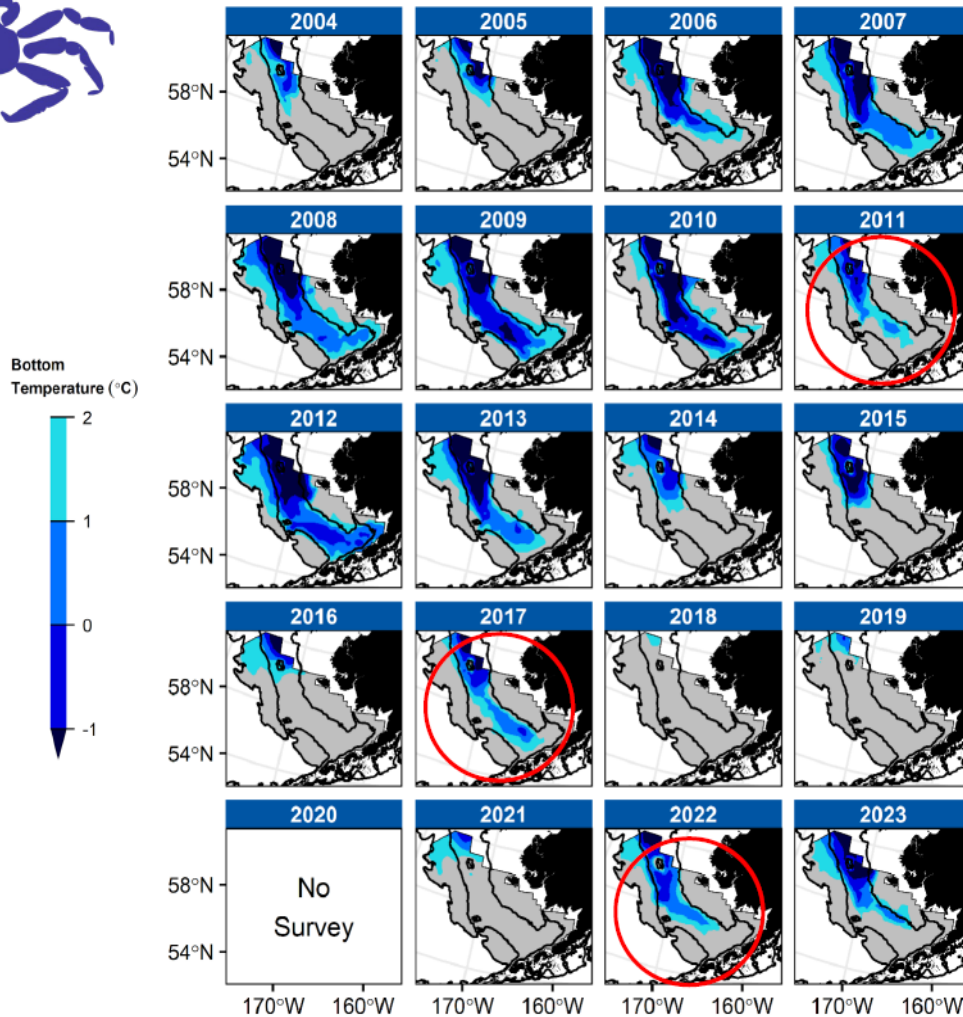 2004 2005 2006 2007
58°N
54°N
2008 2009 2010 2011
58°N
54°N
Bottom
Temperature (°C)
2
1
0
-1
2012 2013 2014 2015
58°N
54°N
2016 2017 2018 2019
58°N
54°N
2020 2021 2022 2023
No
Survey
58°N
54°N
170°W 160°W 170°W 160°W 170°W 160°W 170°W 160°W